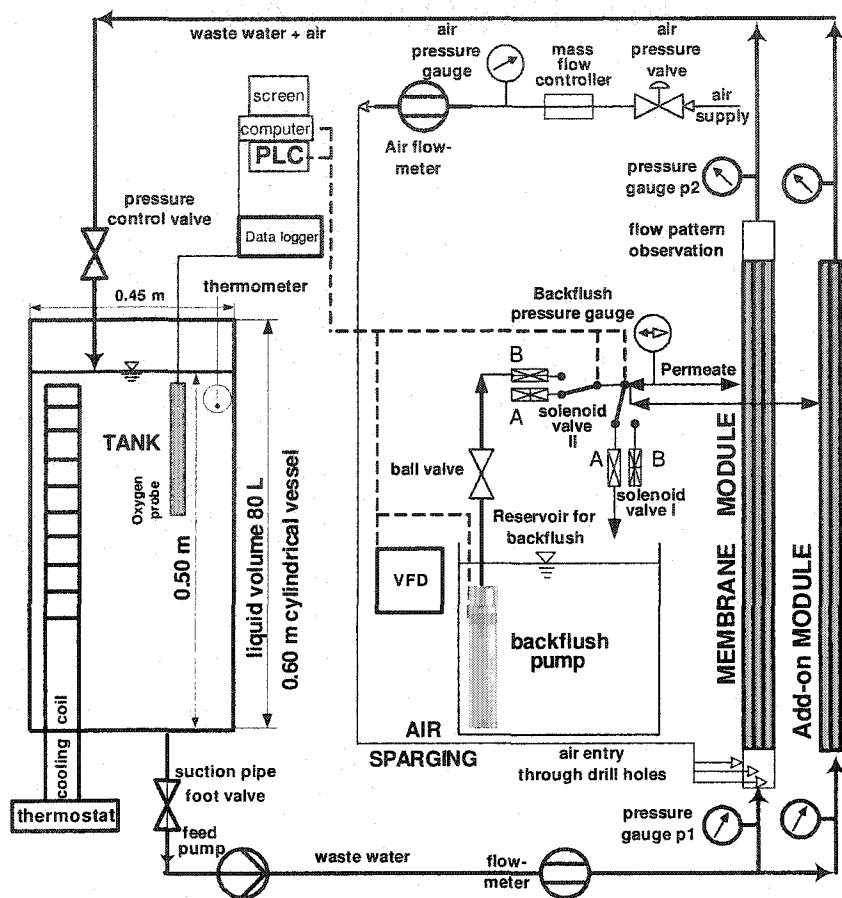 waste water + air
air
pressure
gauge
mass
flow
controller
air
pressure
valve
air
supply
screen
computer
PLC
Air flow-
meter
pressure
gauge p2
pressure
control valve
Data logger
flow pattern
observation
thermometer
0.45 m
Backflush
pressure gauge
B
A
Permeate
solenoid
valve
II
TANK
Oxygen
probe
ball valve
A
B
solenoid
valve I
Reservoir for
backflush
VFD
backflush
pump
0.50 m
liquid volume 80 L
0.60 m cylindrical vessel
MEMBRANE MODULE
Add-on MODULE
AIR
SPARGING
air entry
through drill holes
cooling coil
thermostat
suction pipe
foot valve
feed
pump
waste water
flow-
meter
pressure
gauge p1